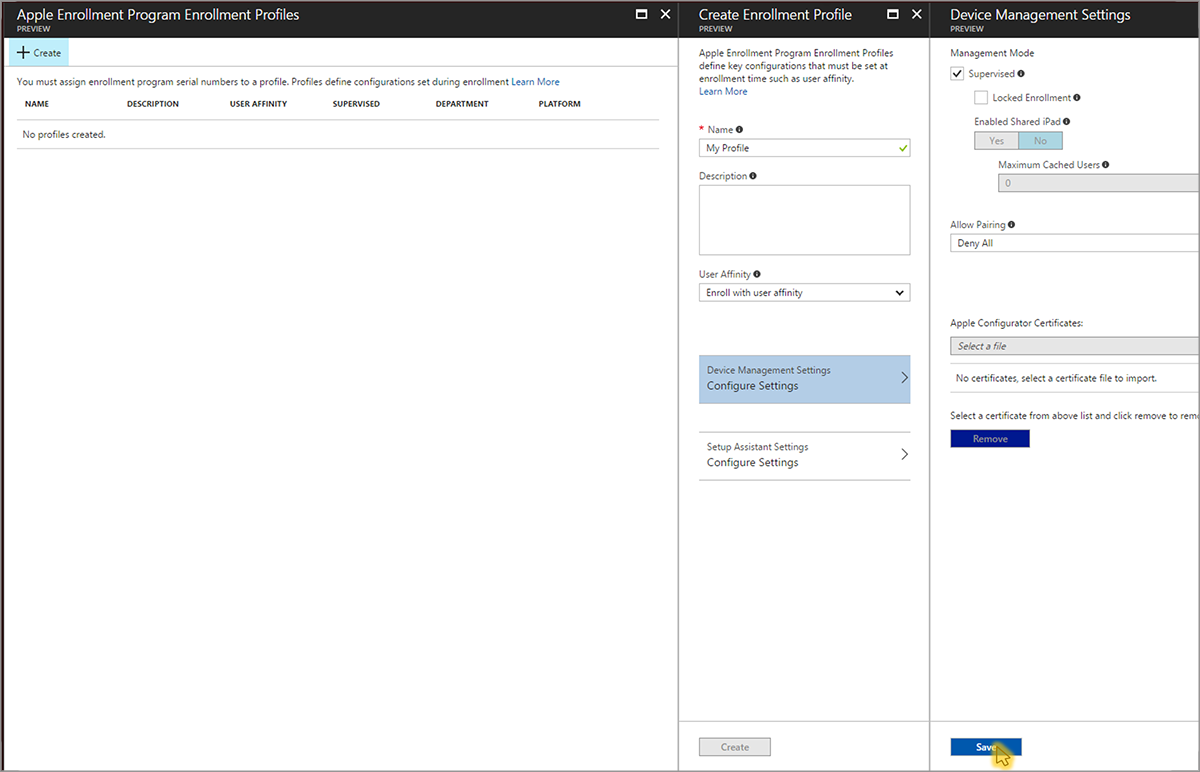 Apple Enrollment Program Enrollment Profiles
PREVIEW
Create
You must assign enrollment program serial numbers to a profile. Profiles define configurations set during enrollment Learn More
NAME DESCRIPTION USER AFFINITY SUPERVISED DEPARTMENT PLATFORM
No profiles created.
Create Enrollment Profile
PREVIEW
Apple Enrollment Program Enrollment Profiles
define key configurations that must be set at
enrollment time such as user affinity.
Learn More
* Name
My Profile
Description
User Affinity
Enroll with user affinity
Device Management Settings
Configure Settings
Setup Assistant Settings
Configure Settings
Create
Device Management Settings
PREVIEW
Management Mode
Supervised
Locked Enrollment
Enabled Shared iPad
Yes No
Maximum Cached Users
0
Allow Pairing
Deny All
Apple Configurator Certificates:
Select a file
No certificates, select a certificate file to import.
Select a certificate from above list and click remove to remo
Remove
Save